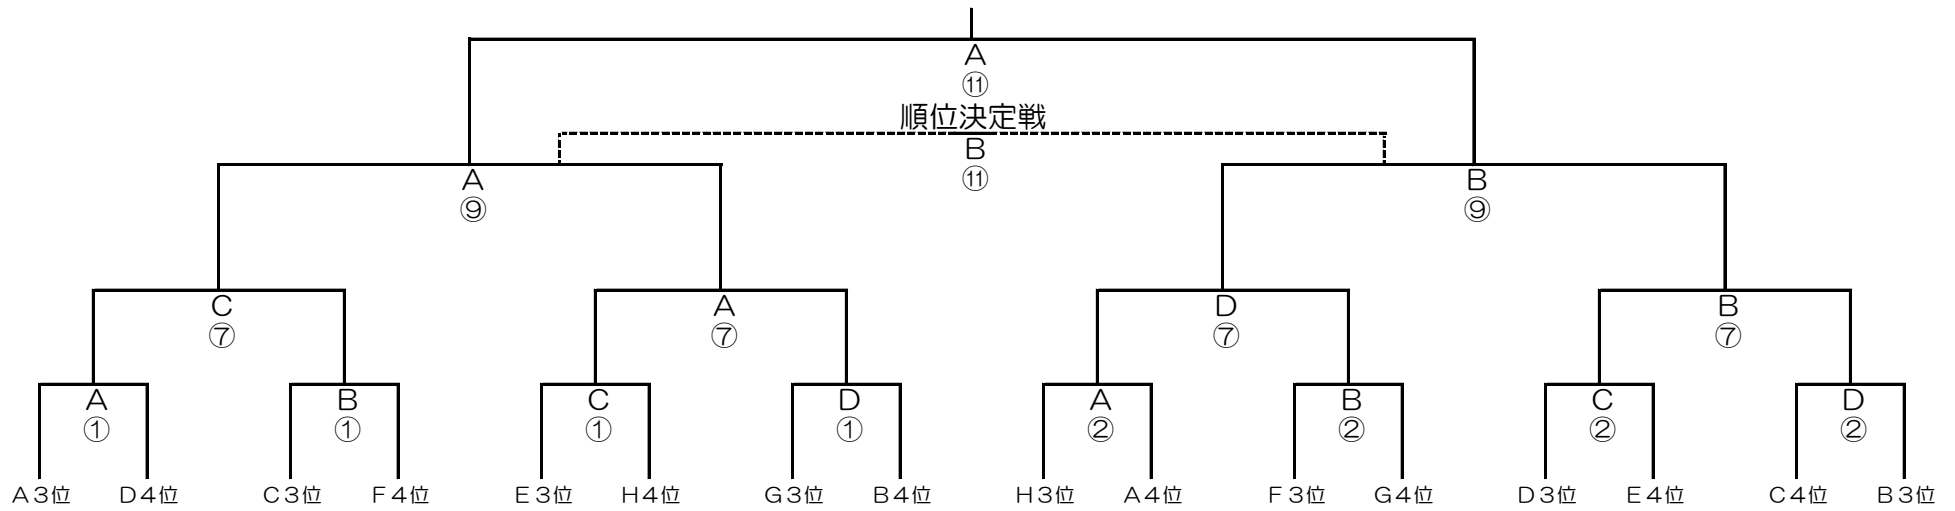 A
⑪
順位決定戦
B
⑪
A
⑨
B
⑨
C
⑦
A
⑦
D
⑦
B
⑦
A
①
B
①
C
①
D
①
A
②
B
②
C
②
D
②
A3位 D4位 C3位 F4位 E3位 H4位 G3位 B4位 H3位 A4位 F3位 G4位 D3位 E4位 C4位 B3位